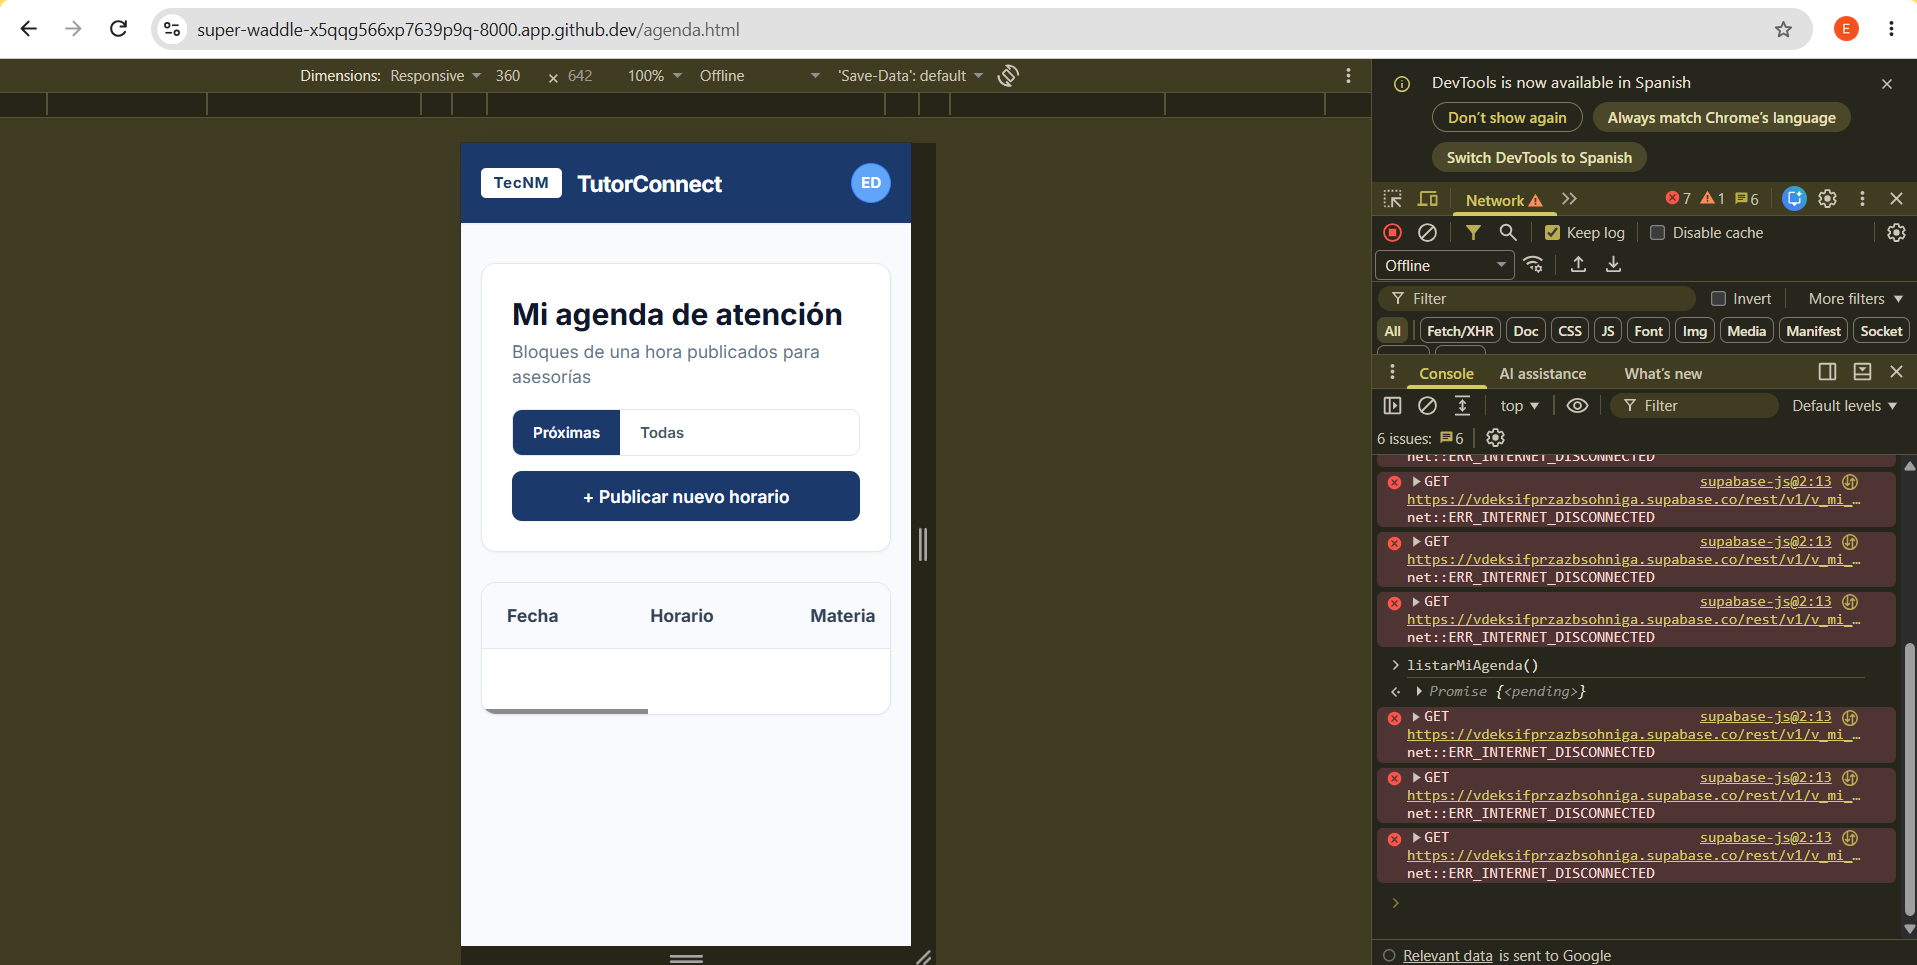 super-waddle-x5qqg566xp7639p9q-8000.app.github.dev/agenda.html
E
Dimensions: Responsive 360 × 642 100% Offline 'Save-Data': default
TecNM TutorConnect ED
Mi agenda de atención
Bloques de una hora publicados para
asesorías
Próximas Todas
+ Publicar nuevo horario
Fecha Horario Materia
DevTools is now available in Spanish
Don't show again Always match Chrome's language
Switch DevTools to Spanish
Network 7 1 6
Keep log Disable cache
Offline
Filter Invert More filters
All Fetch/XHR Doc CSS JS Font Img Media Manifest Socket
Console AI assistance What's new
top Filter Default levels
6 issues: 6
net::ERR_INTERNET_DISCONNECTED
GET supabase-js@2:13
https://vdeksifprzazbsohniga.supabase.co/rest/v1/v_mi_…
net::ERR_INTERNET_DISCONNECTED
GET supabase-js@2:13
https://vdeksifprzazbsohniga.supabase.co/rest/v1/v_mi_…
net::ERR_INTERNET_DISCONNECTED
GET supabase-js@2:13
https://vdeksifprzazbsohniga.supabase.co/rest/v1/v_mi_…
net::ERR_INTERNET_DISCONNECTED
listarMiAgenda()
Promise {<pending>}
GET supabase-js@2:13
https://vdeksifprzazbsohniga.supabase.co/rest/v1/v_mi_…
net::ERR_INTERNET_DISCONNECTED
GET supabase-js@2:13
https://vdeksifprzazbsohniga.supabase.co/rest/v1/v_mi_…
net::ERR_INTERNET_DISCONNECTED
GET supabase-js@2:13
https://vdeksifprzazbsohniga.supabase.co/rest/v1/v_mi_…
net::ERR_INTERNET_DISCONNECTED
Relevant data is sent to Google